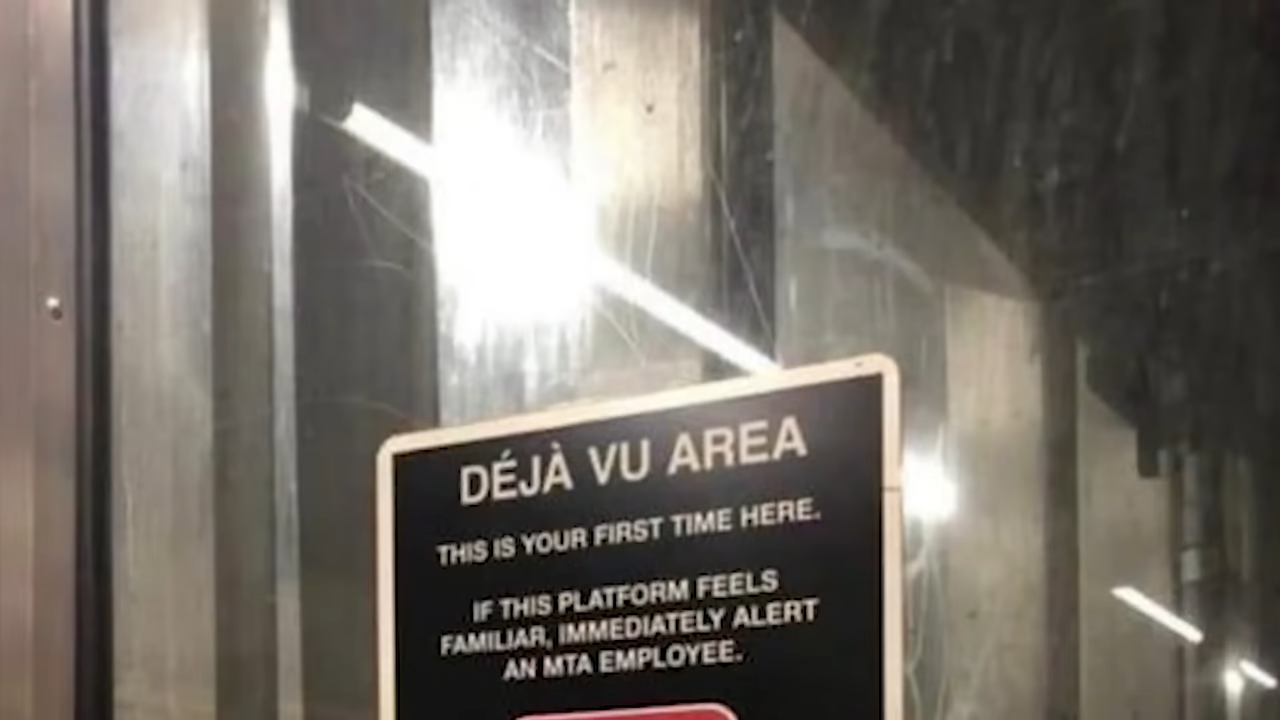 DÉJÀ VU AREA
THIS IS YOUR FIRST TIME HERE.
IF THIS PLATFORM FEELS
FAMILIAR, IMMEDIATELY ALERT
AN MTA EMPLOYEE.